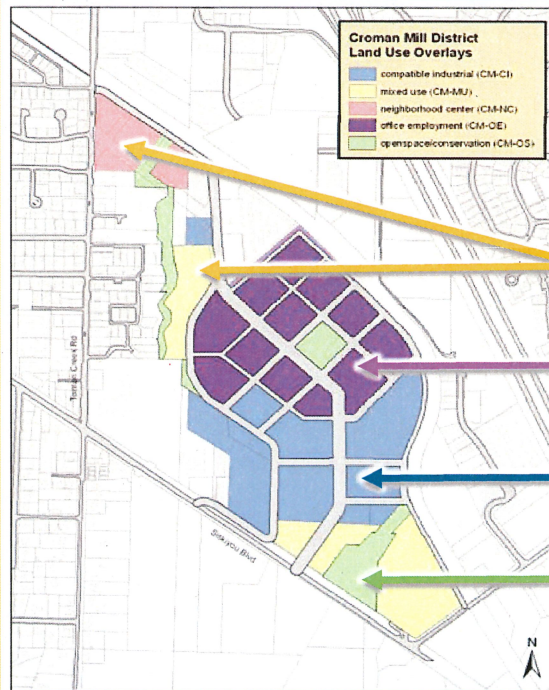 Croman Mill District
Land Use Overlays
compatible industrial (CM-CI)
mixed use (CM-MU)
neighborhood center (CM-NC)
office employment (CM-OE)
openspace/conservation (CM-OS)
Tolman Creek Rd
Siskiyou Blvd
N